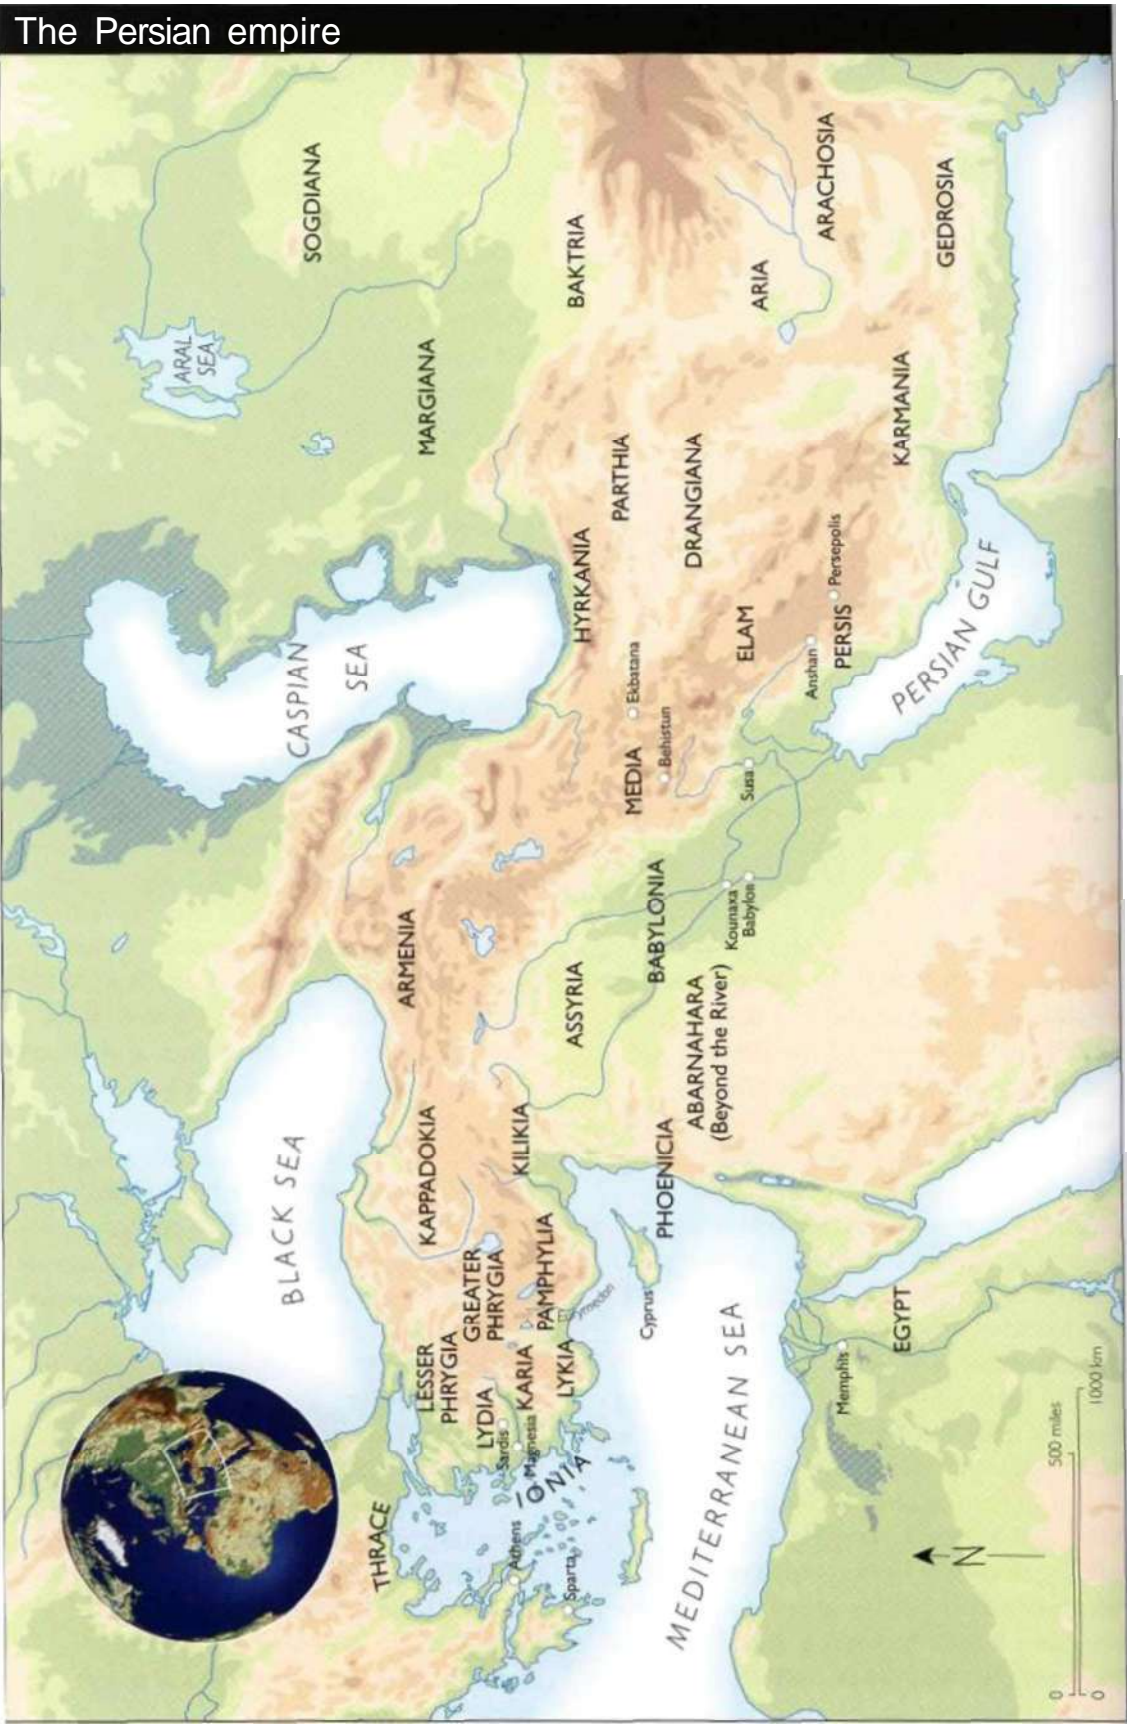 The Persian empire
SOGDIANA
ARAL
SEA
MARGIANA
BAKTRIA
ARIA
ARACHOSIA
GEDROSIA
KARMANIA
PARTHIA
DRANGIANA
HYRKANIA
CASPIAN
SEA
ELAM
PERSIS
Persepolis
Anshan
PERSIAN GULF
MEDIA
Ekbatana
Behistun
Susa
BABYLONIA
Kounaxa
Babylon
ARMENIA
ASSYRIA
ABARNAHARA
(Beyond the River)
BLACK SEA
KAPPADOKIA
KILIKIA
PHOENICIA
GREATER
PHRYGIA
PAMPHYLIA
Eurymedon
Cyprus
LESSER
PHRYGIA
LYDIA
Sardis
KARIA
Magnesia
LYKIA
IONIA
THRACE
Athens
Sparta
MEDITERRANEAN SEA
EGYPT
Memphis
N
0 500 miles
0 1000 km